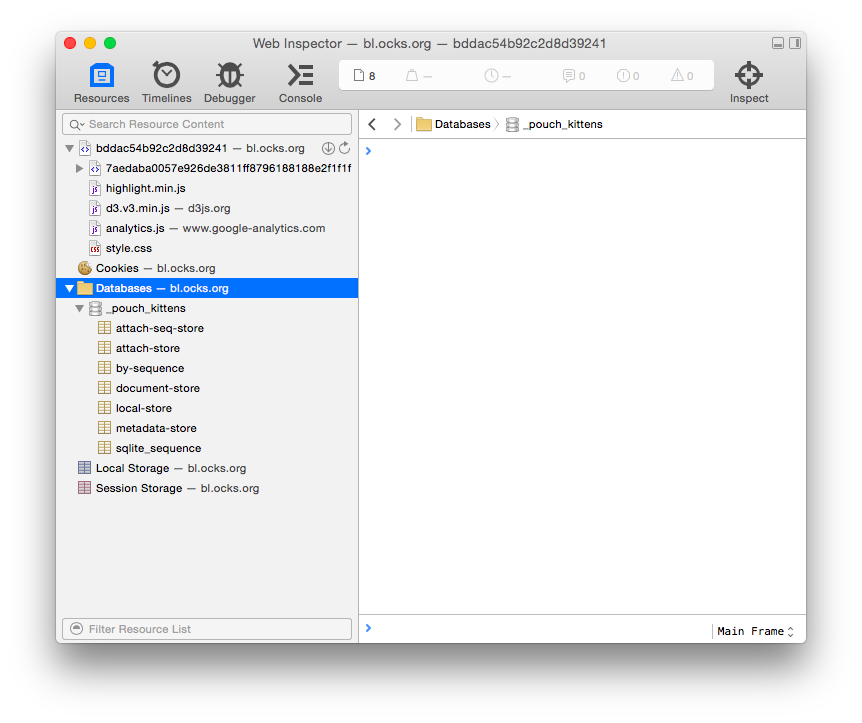 Web Inspector — bl.ocks.org — bddac54b92c2d8d39241
Resources Timelines Debugger Console 8 — — 0 0 0 Inspect
Search Resource Content
Databases _pouch_kittens
bddac54b92c2d8d39241 — bl.ocks.org
7aedaba0057e926de3811ff8796188188e2f1f1f
highlight.min.js
d3.v3.min.js — d3js.org
analytics.js — www.google-analytics.com
style.css
Cookies — bl.ocks.org
Databases — bl.ocks.org
_pouch_kittens
attach-seq-store
attach-store
by-sequence
document-store
local-store
metadata-store
sqlite_sequence
Local Storage — bl.ocks.org
Session Storage — bl.ocks.org
Filter Resource List
Main Frame